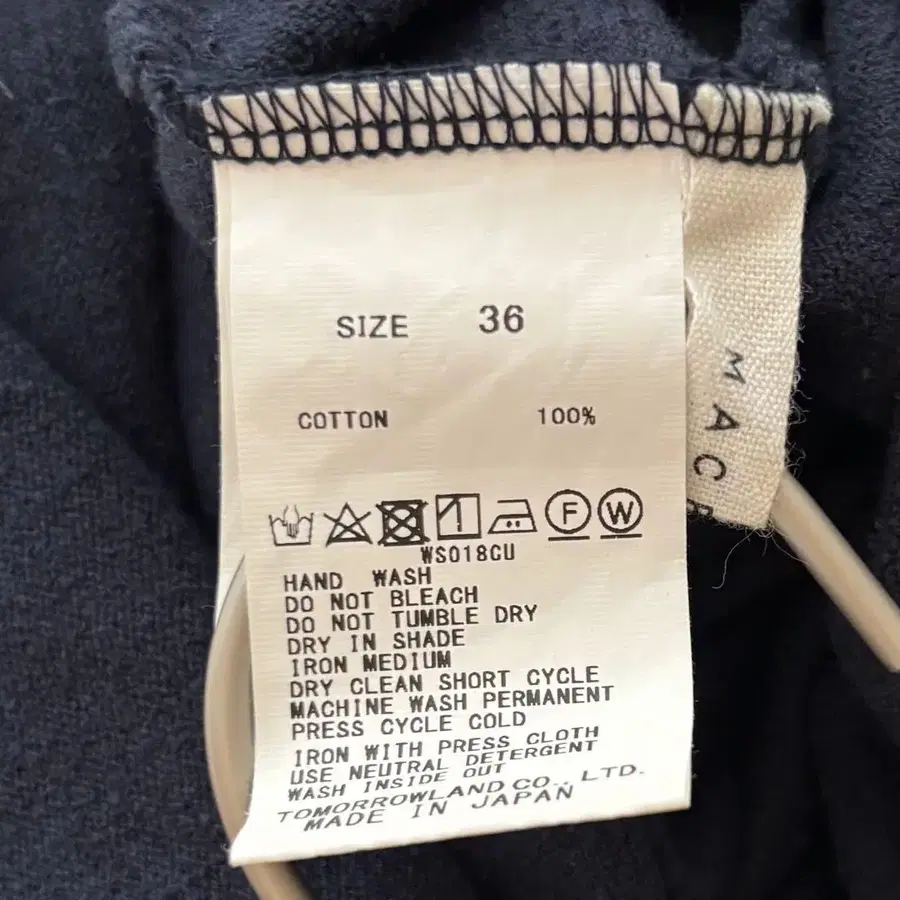 SIZE 36
COTTON 100%
F W
WS018CU
HAND WASH
DO NOT BLEACH
DO NOT TUMBLE DRY
DRY IN SHADE
IRON MEDIUM
DRY CLEAN SHORT CYCLE
MACHINE WASH PERMANENT
PRESS CYCLE COLD
IRON WITH PRESS CLOTH
USE NEUTRAL DETERGENT
WASH INSIDE OUT
TOMORROWLAND CO., LTD.
MADE IN JAPAN